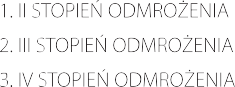 1. II STOPIEŃ ODMROŻENIA
2. III STOPIEŃ ODMROŻENIA
3. IV STOPIEŃ ODMROŻENIA